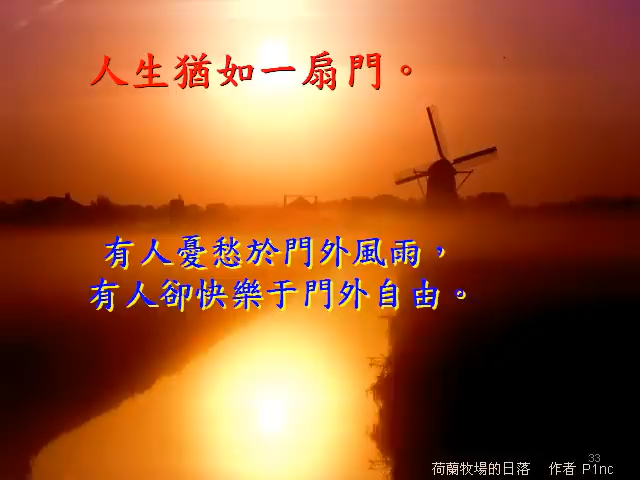 人生猶如一扇門。
有人憂愁於門外風雨，
有人卻快樂于門外自由。
33
荷蘭牧場的日落 作者 P1nc